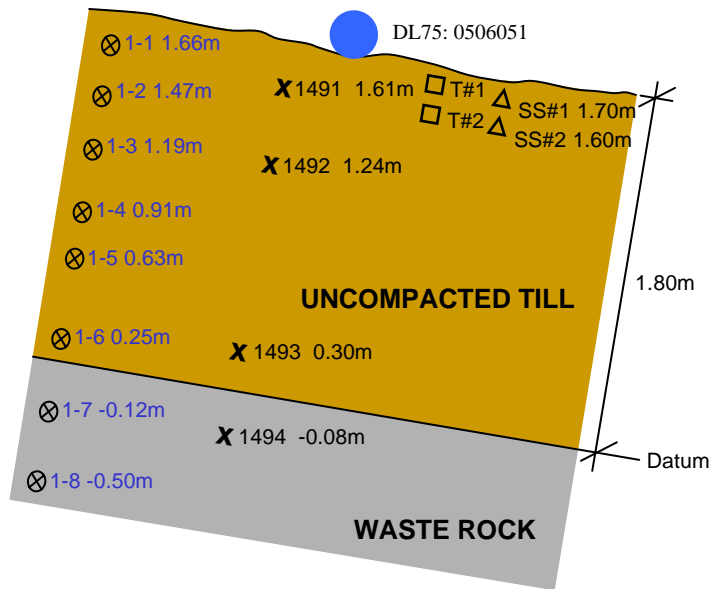 DL75: 0506051
1-1 1.66m
1-2 1.47m
1491 1.61m
T#1
SS#1 1.70m
T#2
SS#2 1.60m
1-3 1.19m
1492 1.24m
1-4 0.91m
1-5 0.63m
1.80m
UNCOMPACTED TILL
1-6 0.25m
1493 0.30m
1-7 -0.12m
1494 -0.08m
Datum
1-8 -0.50m
WASTE ROCK